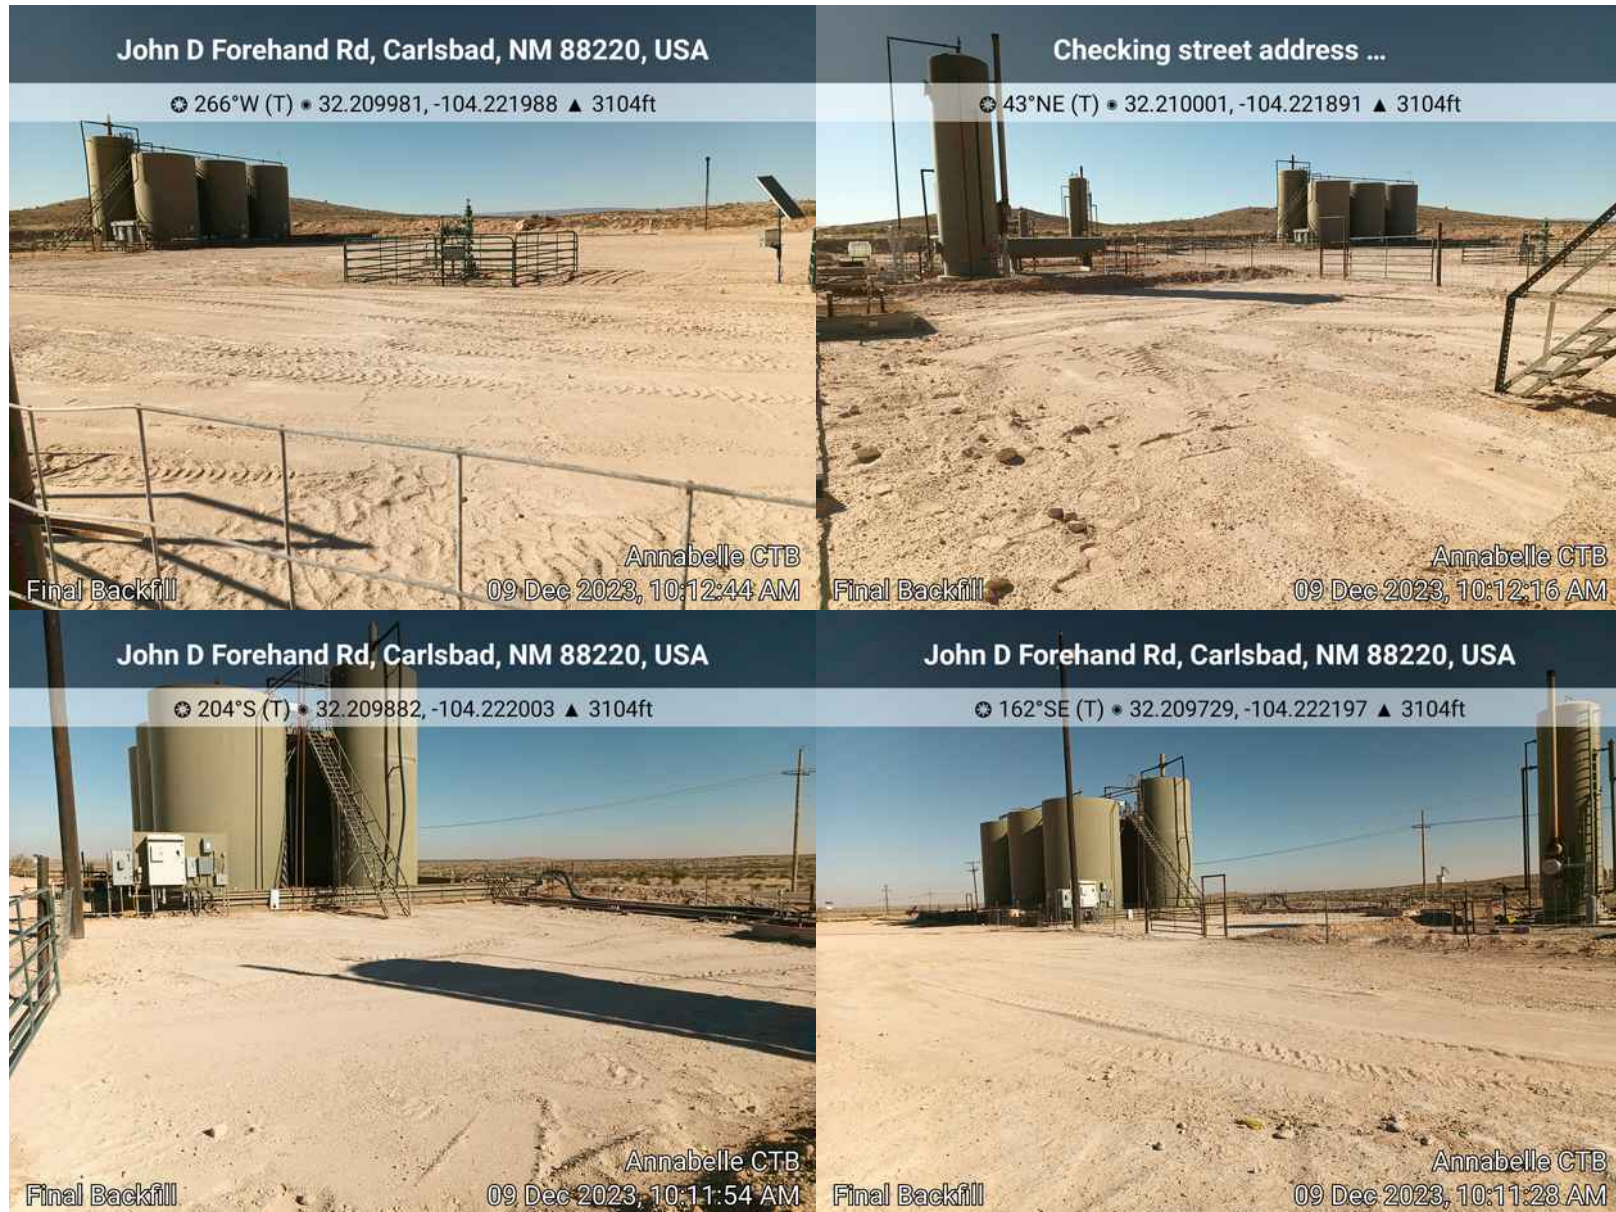 John D Forehand Rd, Carlsbad, NM 88220, USA
266°W (T) ● 32.209981, -104.221988 ▲ 3104ft
Annabelle CTB
Final Backfill
09 Dec 2023, 10:12:44 AM
Checking street address ...
43°NE (T) ● 32.210001, -104.221891 ▲ 3104ft
Annabelle CTB
Final Backfill
09 Dec 2023, 10:12:16 AM
John D Forehand Rd, Carlsbad, NM 88220, USA
204°S (T) ● 32.209882, -104.222003 ▲ 3104ft
Annabelle CTB
Final Backfill
09 Dec 2023, 10:11:54 AM
John D Forehand Rd, Carlsbad, NM 88220, USA
162°SE (T) ● 32.209729, -104.222197 ▲ 3104ft
Annabelle CTB
Final Backfill
09 Dec 2023, 10:11:28 AM